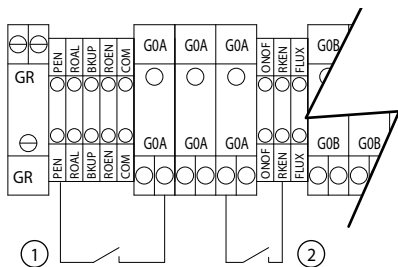 GR PEN ROAL BKUP ROEN COM G0A G0A G0A ONOF RKEN FLUX G0B
GR PEN ROAL BKUP ROEN COM G0A G0A G0A ONOF RKEN FLUX G0B G0B
1 2